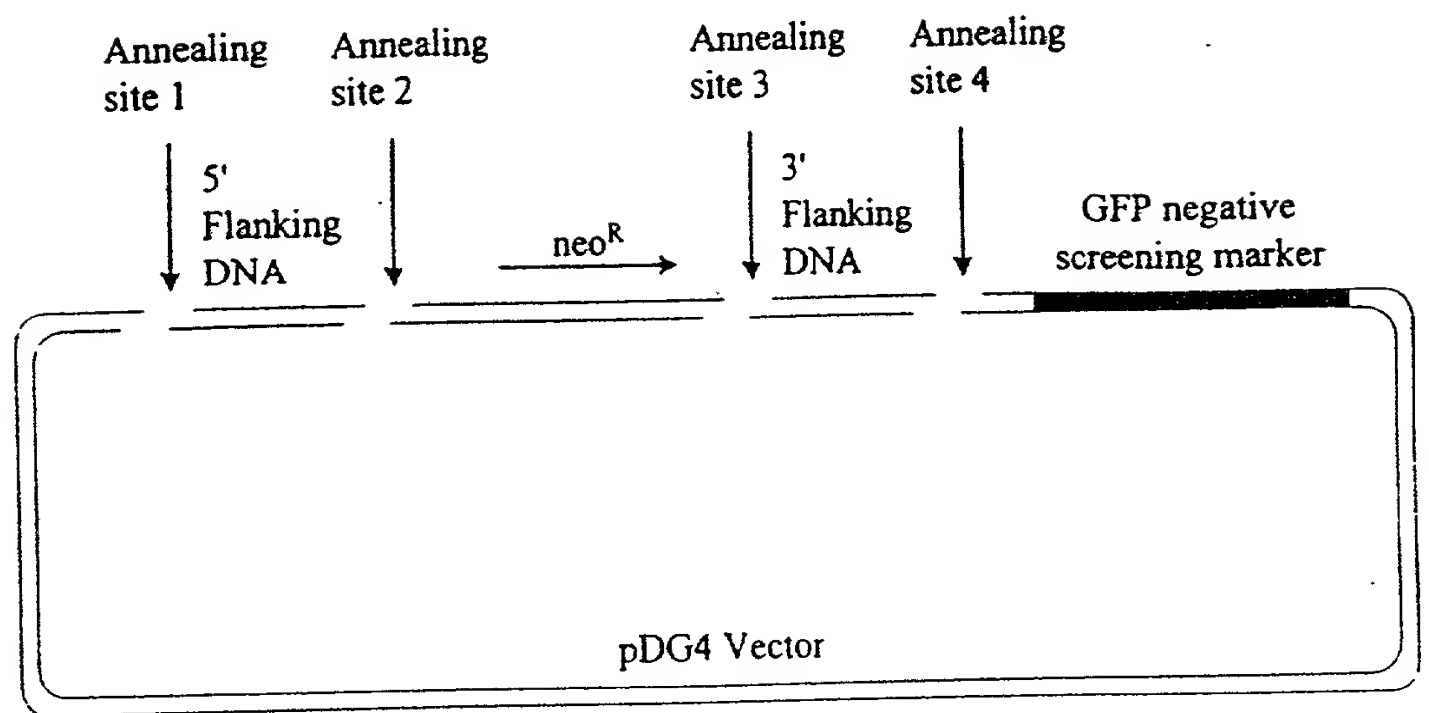 Annealing
site 1
Annealing
site 2
Annealing
site 3
Annealing
site 4
5'
Flanking
DNA
neoᴿ
3'
Flanking
DNA
GFP negative
screening marker
pDG4 Vector